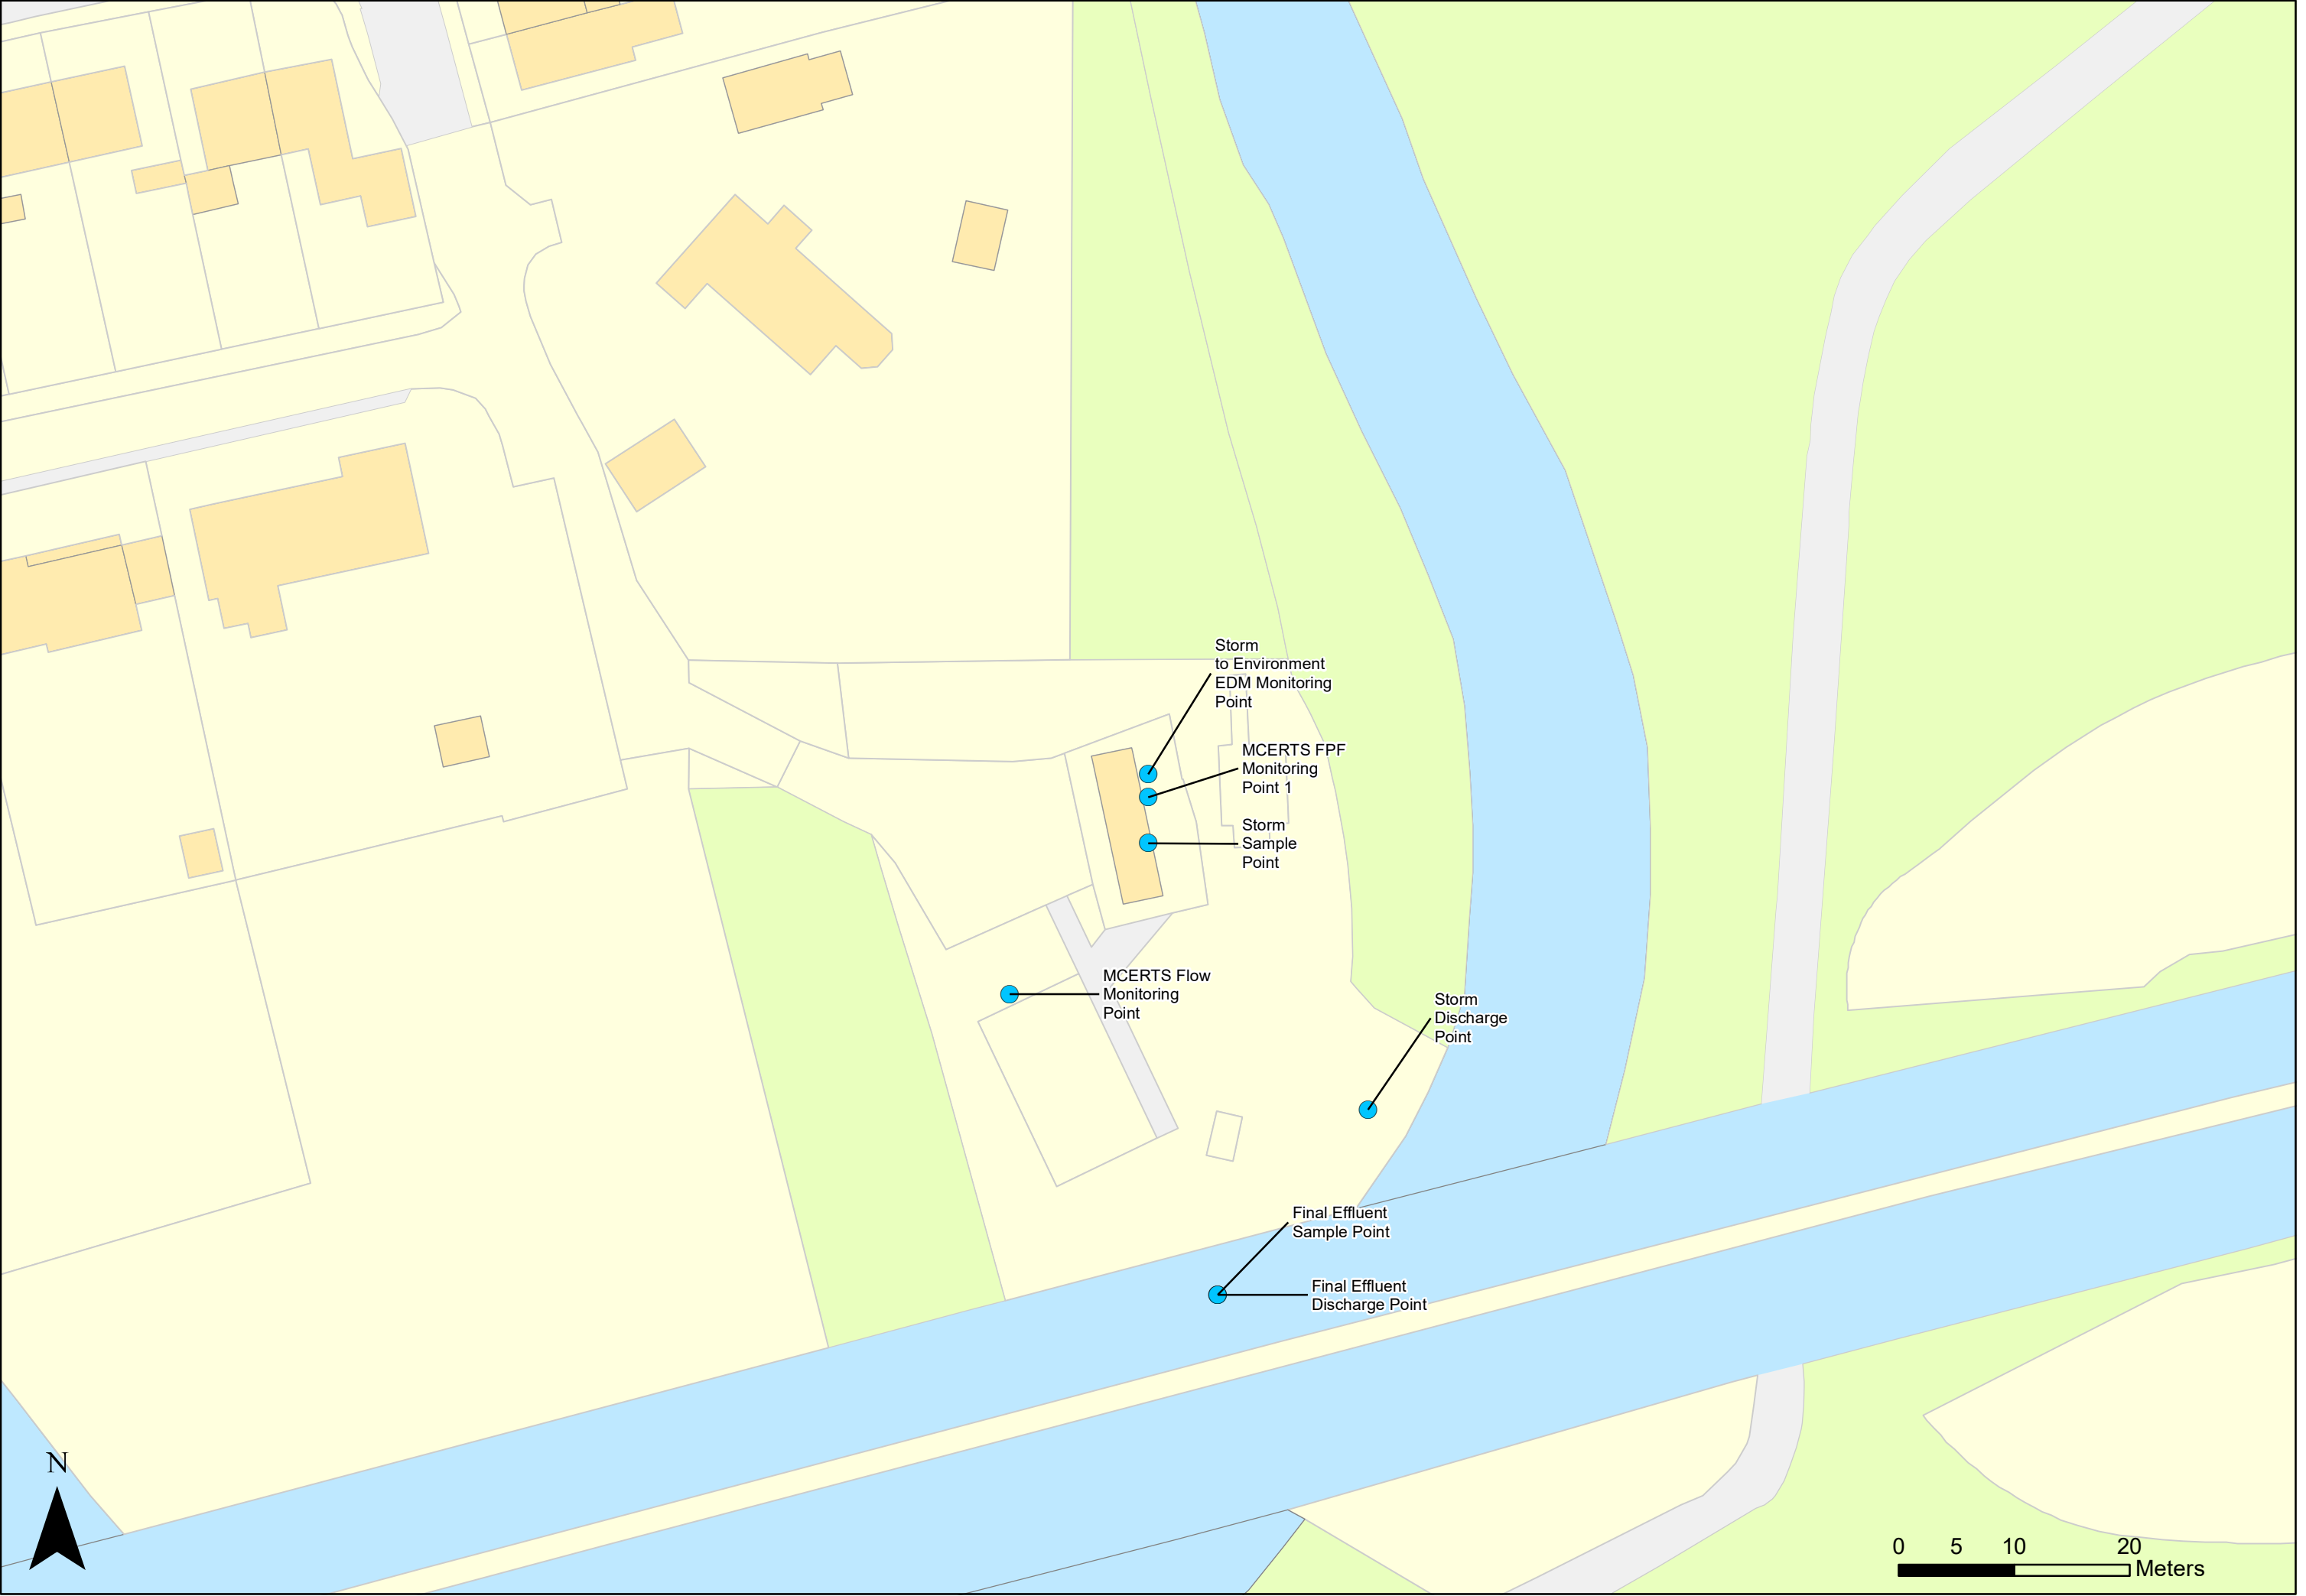 Storm
to Environment
EDM Monitoring
Point
MCERTS FPF
Monitoring
Point 1
Storm
Sample
Point
MCERTS Flow
Monitoring
Point
Storm
Discharge
Point
Final Effluent
Sample Point
Final Effluent
Discharge Point
N
0 5 10 20
Meters